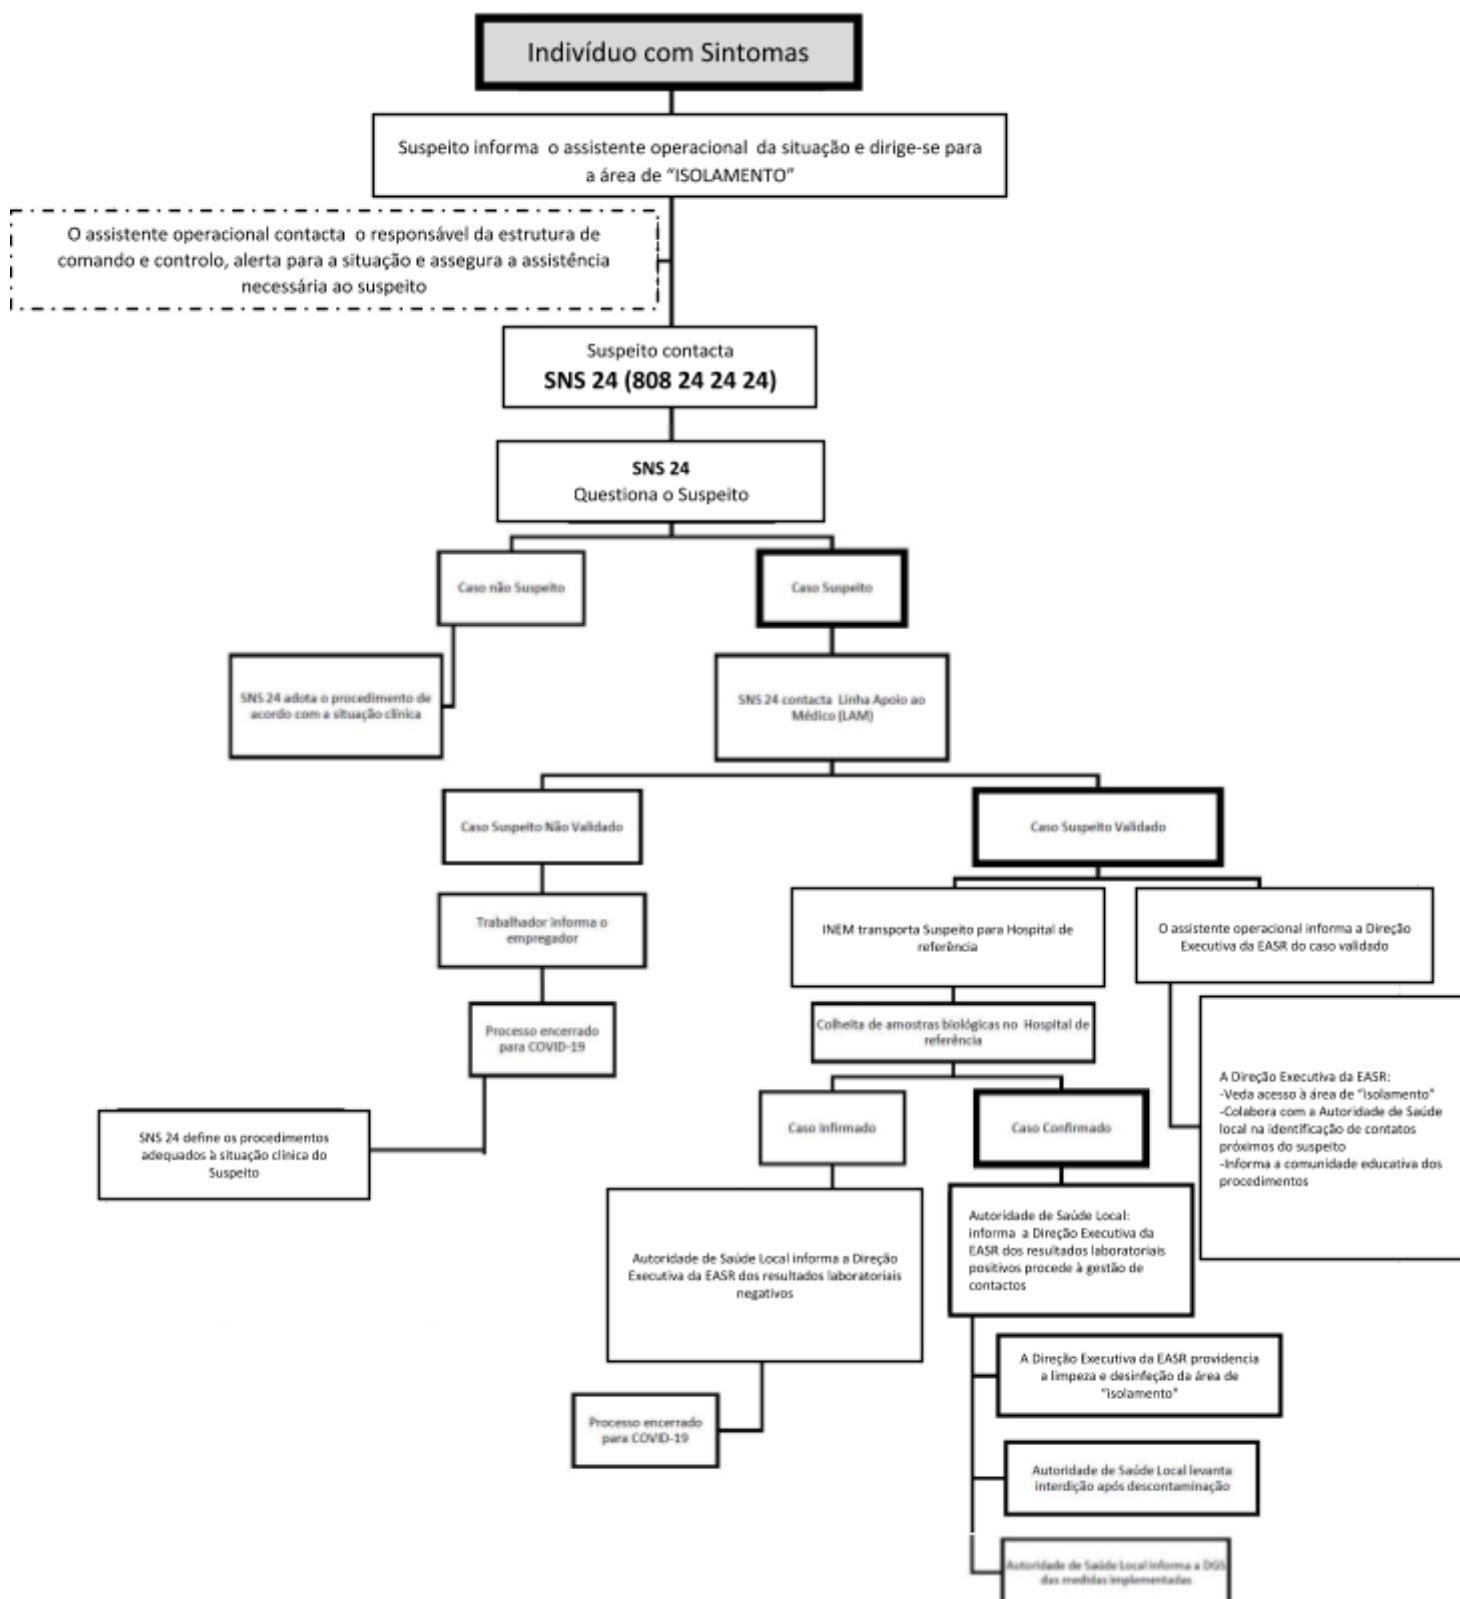 Indivíduo com Sintomas
Suspeito informa o assistente operacional da situação e dirige-se para
a área de “ISOLAMENTO”
O assistente operacional contacta o responsável da estrutura de
comando e controlo, alerta para a situação e assegura a assistência
necessária ao suspeito
Suspeito contacta
SNS 24 (808 24 24 24)
SNS 24
Questiona o Suspeito
Caso não Suspeito
Caso Suspeito
SNS 24 adota o procedimento de
acordo com a situação clínica
SNS 24 contacta Linha Apoio ao
Médico (LAM)
Caso Suspeito Não Validado
Caso Suspeito Validado
Trabalhador informa o
empregador
INEM transporta Suspeito para Hospital de
referência
O assistente operacional informa a Direção
Executiva da EASR do caso validado
Processo encerrado
para COVID-19
Colheita de amostras biológicas no Hospital de
referência
A Direção Executiva da EASR:
-Veda acesso à área de “isolamento”
-Colabora com a Autoridade de Saúde
local na identificação de contatos
próximos do suspeito
-Informa a comunidade educativa dos
procedimentos
SNS 24 define os procedimentos
adequados à situação clínica do
Suspeito
Caso Infirmado
Caso Confirmado
Autoridade de Saúde Local informa a Direção
Executiva da EASR dos resultados laboratoriais
negativos
Autoridade de Saúde Local:
informa a Direção Executiva da
EASR dos resultados laboratoriais
positivos procede à gestão de
contactos
A Direção Executiva da EASR providencia
a limpeza e desinfeção da área de
“isolamento”
Processo encerrado
para COVID-19
Autoridade de Saúde Local levanta
interdição após descontaminação
Autoridade de Saúde Local informa a DGS
das medidas implementadas